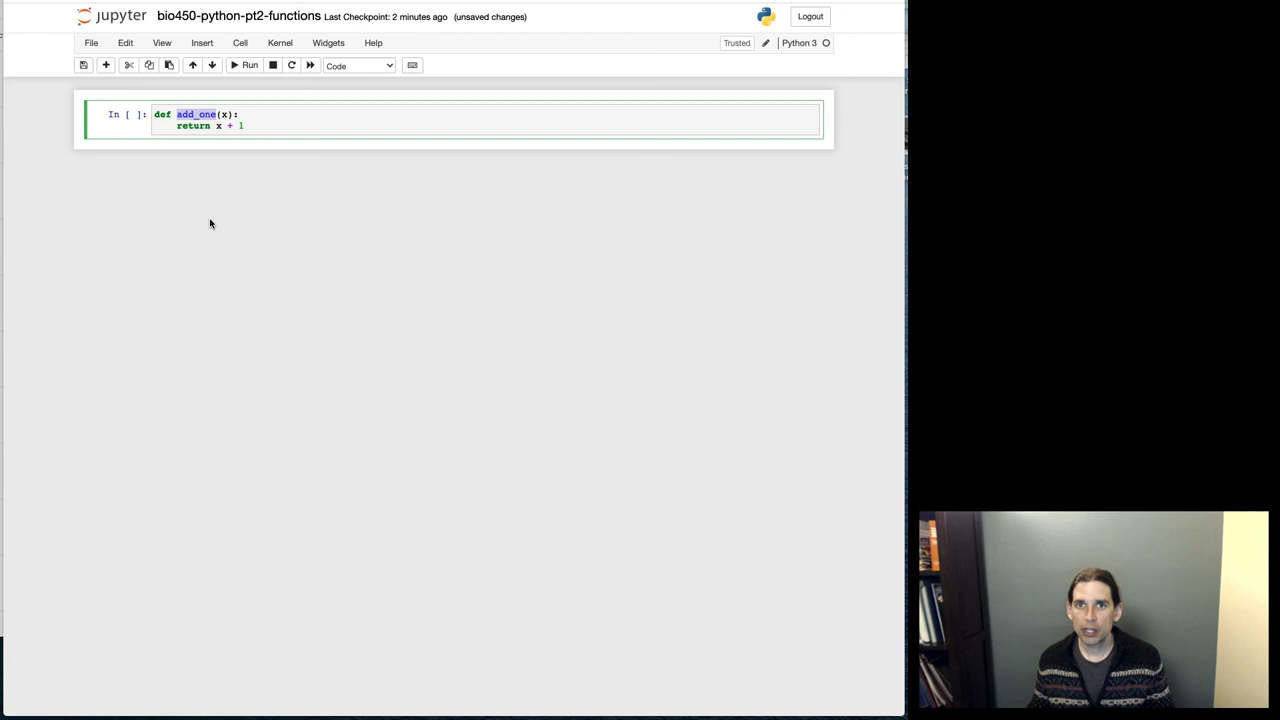 jupyter bio450-python-pt2-functions Last Checkpoint: 2 minutes ago (unsaved changes) Logout
File Edit View Insert Cell Kernel Widgets Help Trusted Python 3
Run Code
In [ ]: def add_one(x):
return x + 1